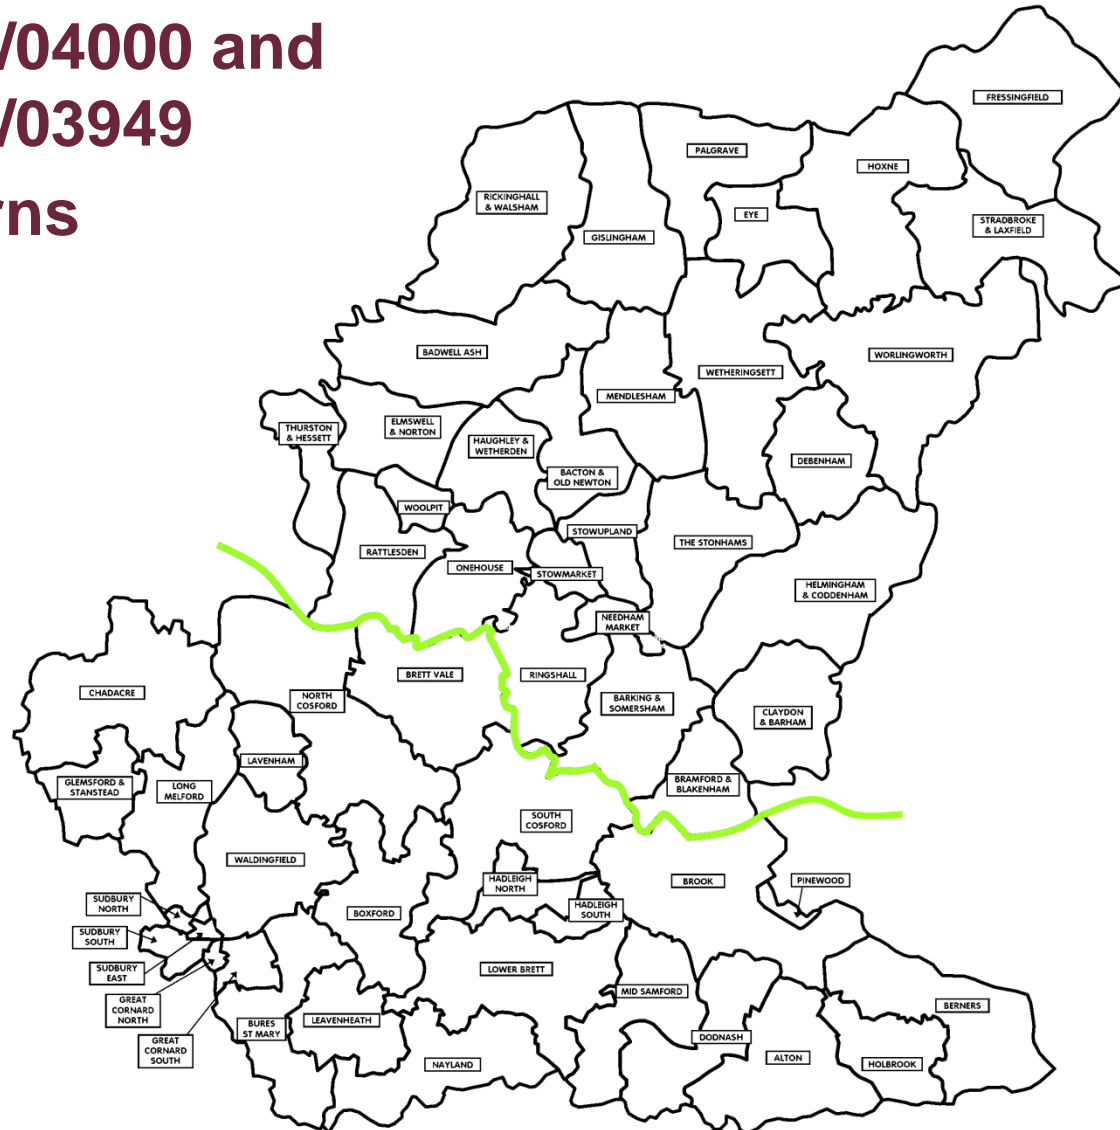 /04000 and
/03949
rns
FRESSINGFIELD
PALGRAVE
HOXNE
RICKINGHALL
& WALSHAM
EYE
STRADBROKE
& LAXFIELD
GISLINGHAM
BADWELL ASH
WORLINGWORTH
WETHERINGSETT
MENDLESHAM
THURSTON
& HESSETT
ELMSWELL
& NORTON
HAUGHLEY &
WETHERDEN
DEBENHAM
BACTON &
OLD NEWTON
WOOLPIT
STOWUPLAND
THE STONHAMS
RATTLESDEN
ONEHOUSE
STOWMARKET
HELMINGHAM
& CODDENHAM
NEEDHAM
MARKET
BRETT VALE
RINGSHALL
CHADACRE
NORTH
COSFORD
BARKING &
SOMERSHAM
CLAYDON
& BARHAM
LAVENHAM
GLEMSFORD &
STANSTEAD
LONG
MELFORD
BRAMFORD &
BLAKENHAM
SOUTH
COSFORD
WALDINGFIELD
HADLEIGH
NORTH
BROOK
PINEWOOD
SUDBURY
NORTH
BOXFORD
HADLEIGH
SOUTH
SUDBURY
SOUTH
SUDBURY
EAST
LOWER BRETT
MID SAMFORD
BERNERS
GREAT
CORNARD
NORTH
BURES
ST MARY
LEAVENHEATH
GREAT
CORNARD
SOUTH
DODNASH
NAYLAND
ALTON
HOLBROOK